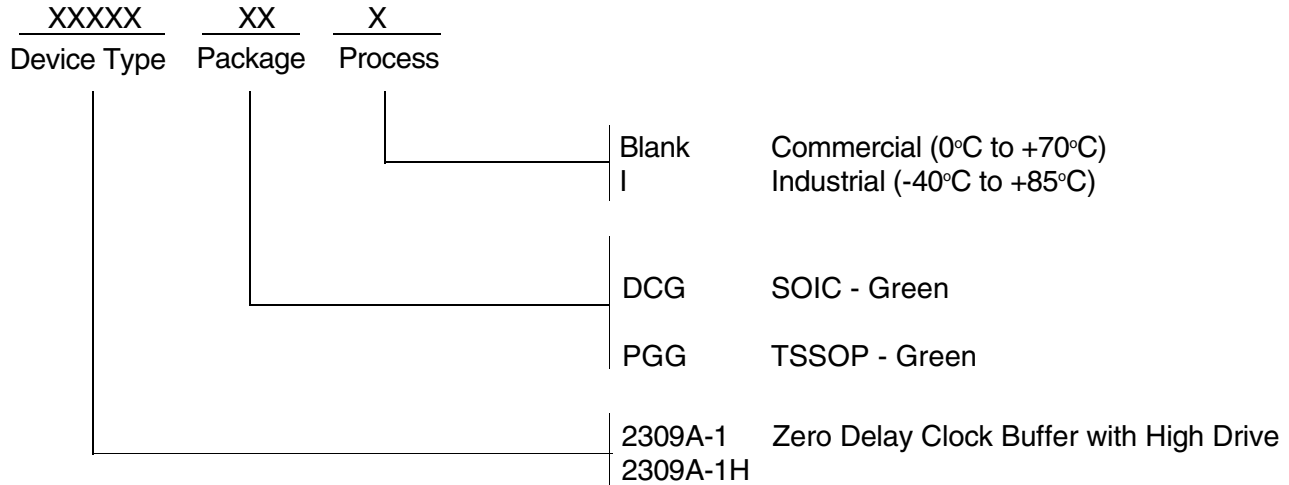 XXXXX XX X
Device Type Package Process
Blank Commercial (0°C to +70°C)
I Industrial (-40°C to +85°C)
DCG SOIC - Green
PGG TSSOP - Green
2309A-1 Zero Delay Clock Buffer with High Drive
2309A-1H